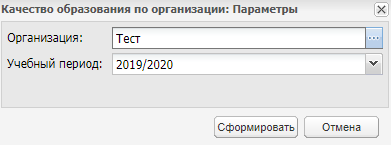 Качество образования по организации: Параметры
Организация: Тест ...
Учебный период: 2019/2020
Сформировать Отмена